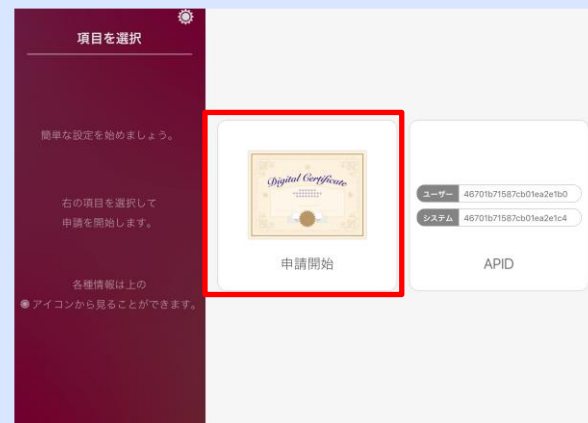 項目を選択
簡単な設定を始めましょう。
右の項目を選択して
申請を開始します。
各種情報は上の
アイコンから見ることができます。
Digital Certificate
申請開始
ユーザー 46701b71587cb01ea2e1b0
システム 46701b71587cb01ea2e1c4
APID